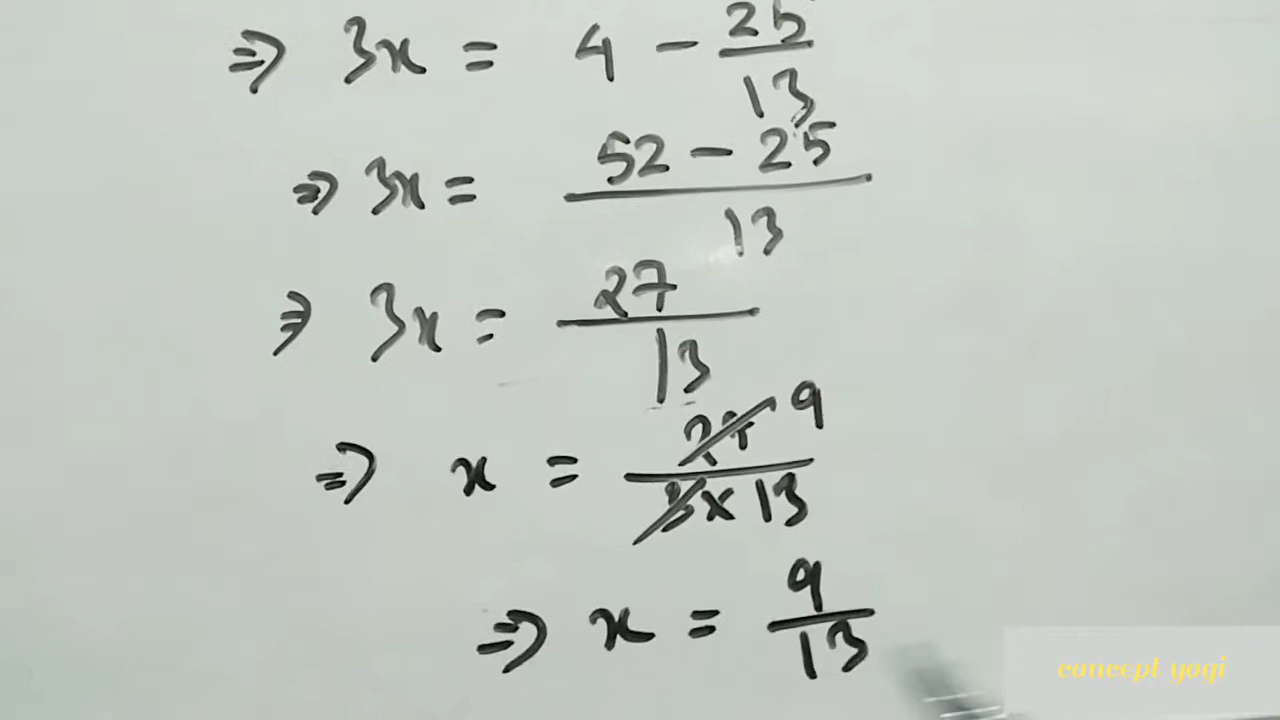 ⇒ 3x = 4 - 25/13
⇒ 3x = (52 - 25)/13
⇒ 3x = 27/13
⇒ x = 27/(3 x 13) 9
⇒ x = 9/13
concept yogi